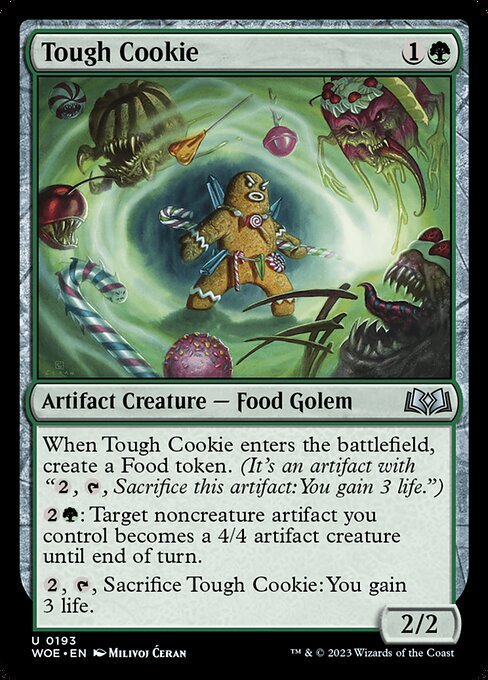 Tough Cookie 1
Artifact Creature — Food Golem
When Tough Cookie enters the battlefield,
create a Food token. (It's an artifact with
“2, , Sacrifice this artifact: You gain 3 life.”)
2 : Target noncreature artifact you
control becomes a 4/4 artifact creature
until end of turn.
2, , Sacrifice Tough Cookie: You gain
3 life.
2/2
U 0193
WOE • EN Milivoj Ćeran
™ & © 2023 Wizards of the Coast